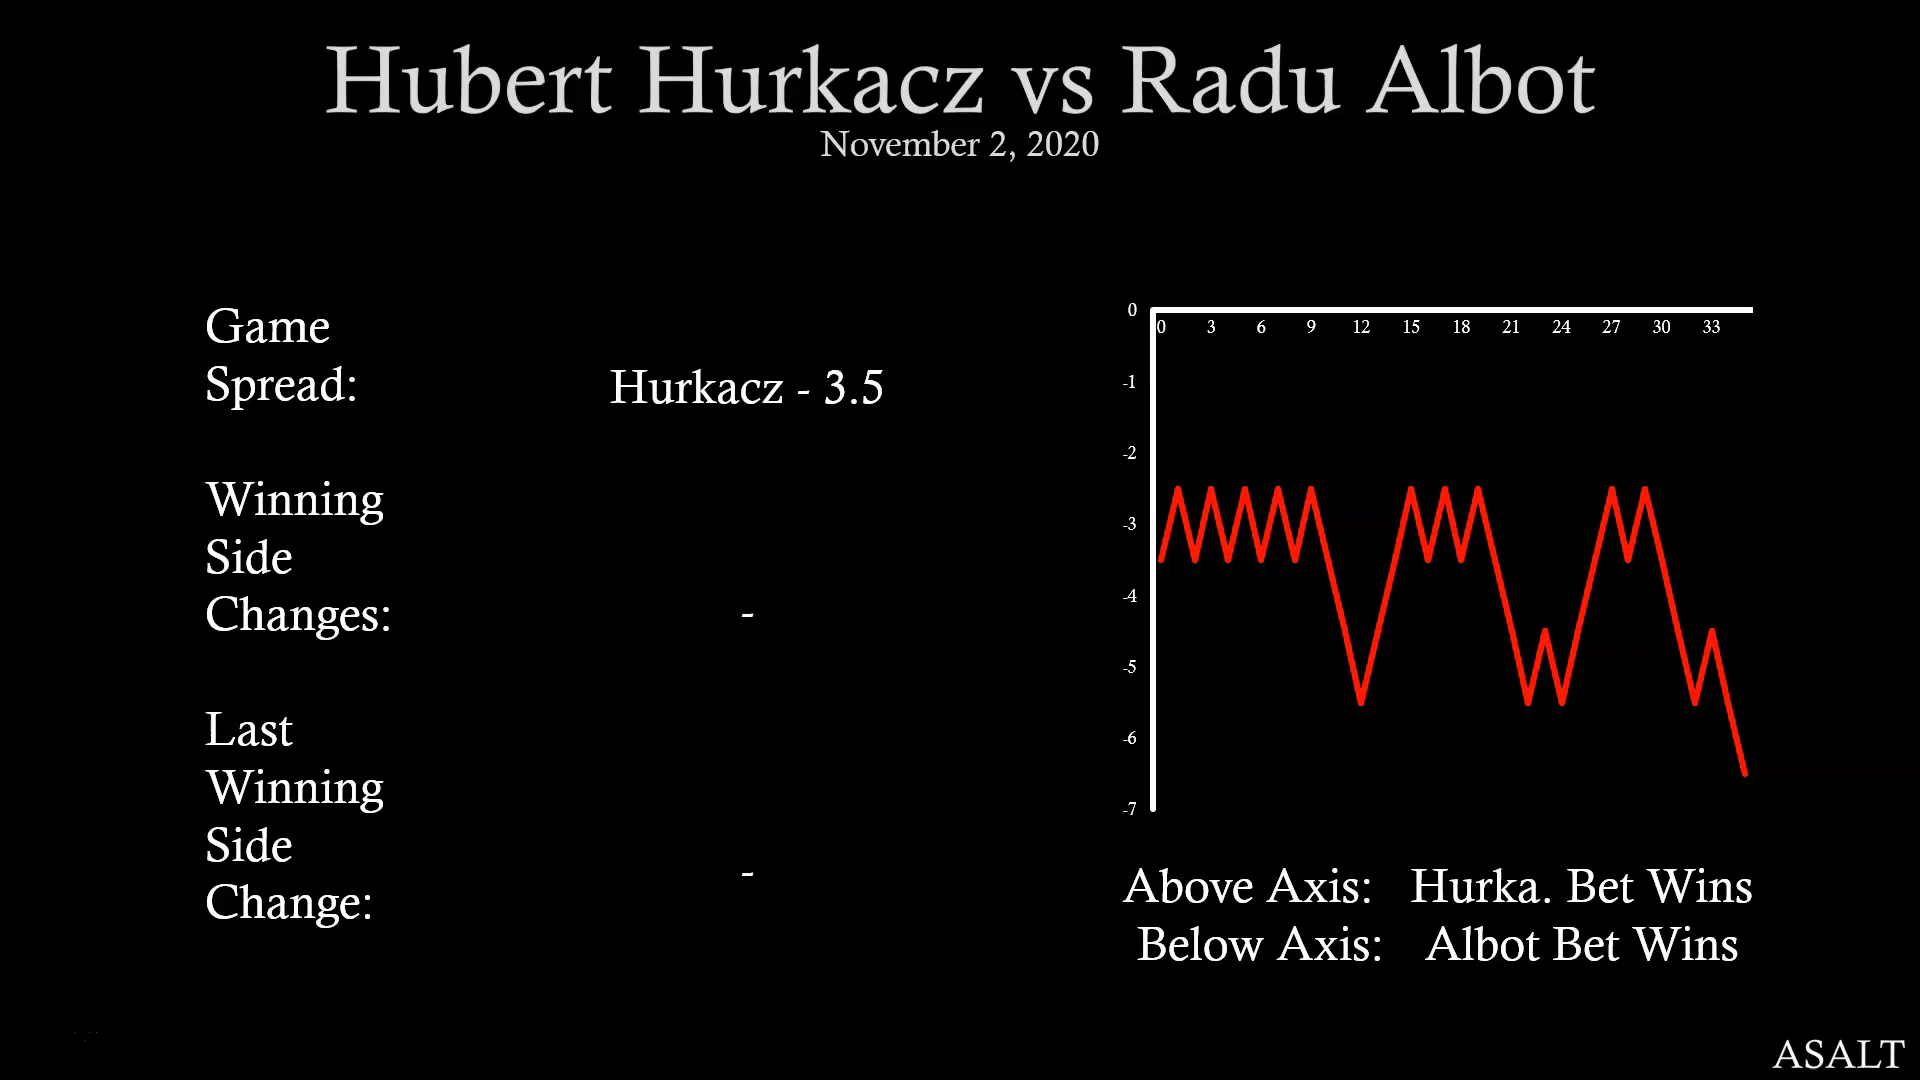 Hubert Hurkacz vs Radu Albot
November 2, 2020
Game
Spread:
Hurkacz - 3.5
Winning
Side
Changes:
-
Last
Winning
Side
Change:
-
0
-1
-2
-3
-4
-5
-6
-7
0 3 6 9 12 15 18 21 24 27 30 33
Above Axis: Hurka. Bet Wins
Below Axis: Albot Bet Wins
ASALT